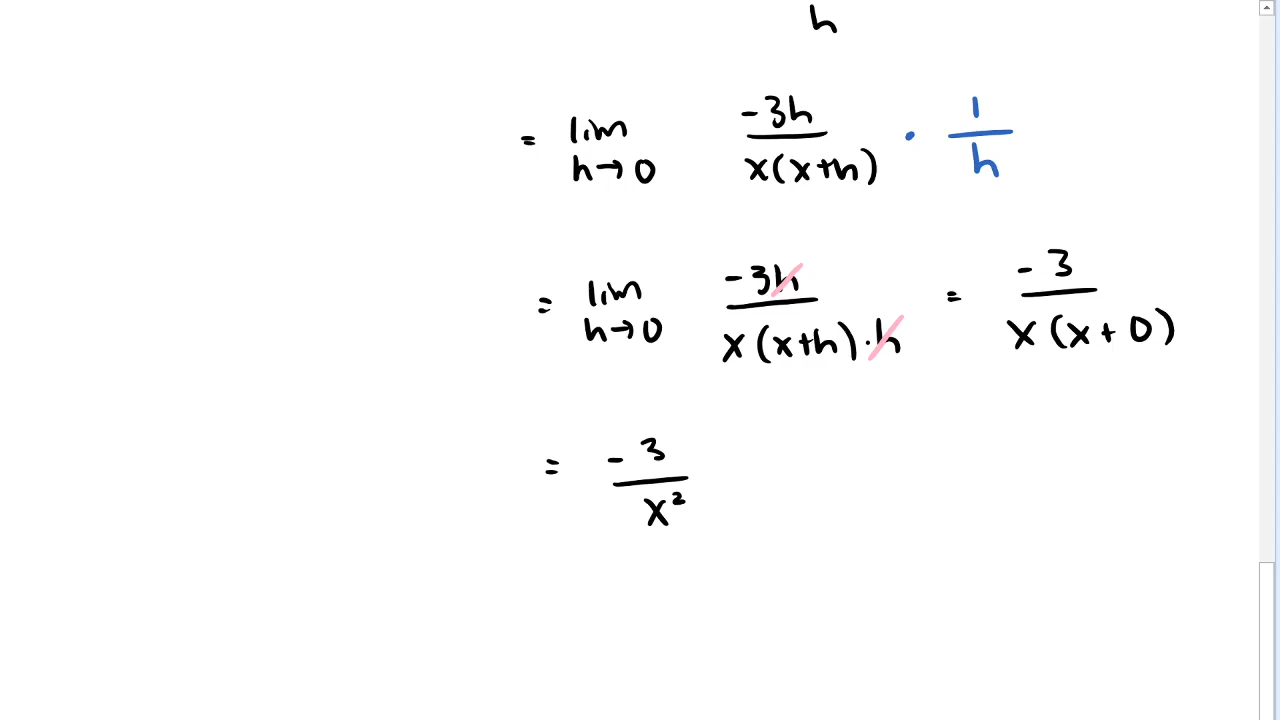 h
= lim h→0 -3h / x(x+h) · 1/h
= lim h→0 -3h / x(x+h)·h = -3 / x(x+0)
= -3 / x²